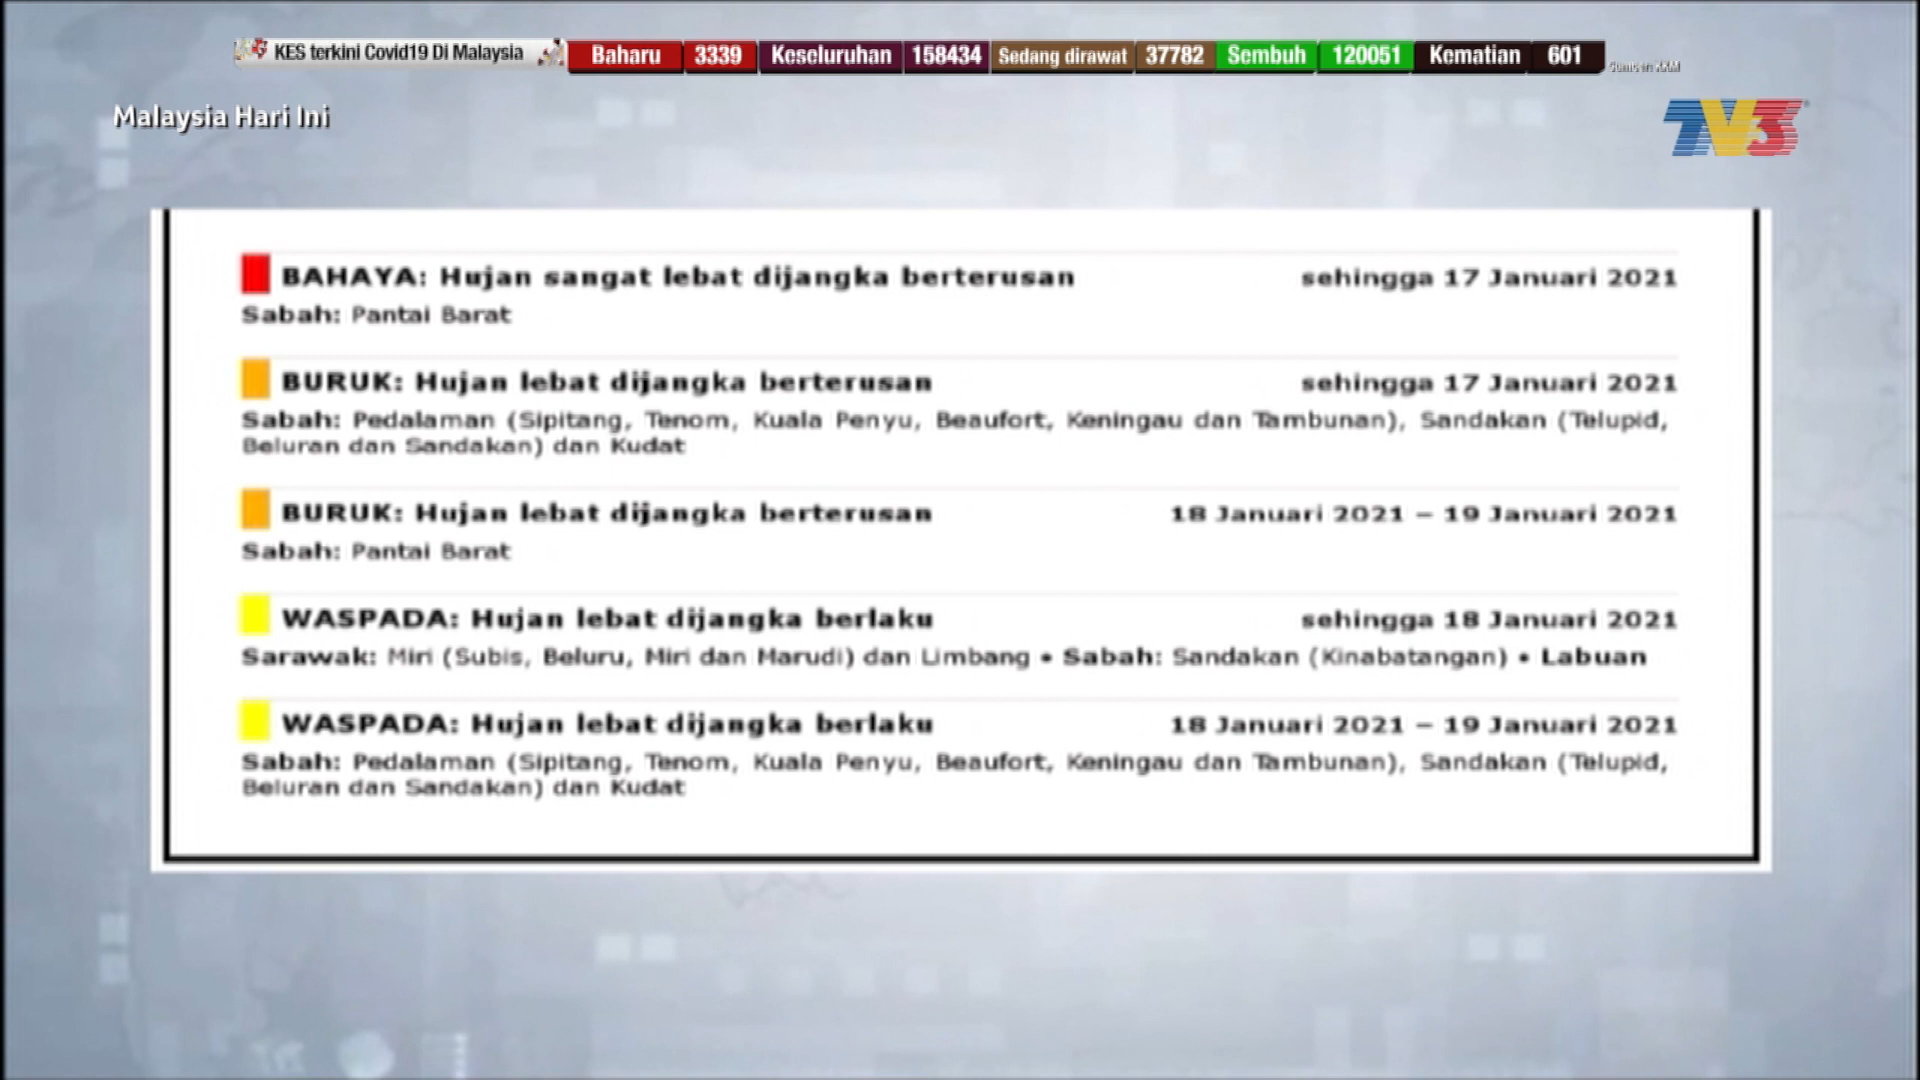 KES terkini Covid19 Di Malaysia Baharu 3339 Keseluruhan 158434 Sedang dirawat 37782 Sembuh 120051 Kematian 601
Sumber: KKM
Malaysia Hari Ini
TV3
BAHAYA: Hujan sangat lebat dijangka berterusan sehingga 17 Januari 2021
Sabah: Pantai Barat
BURUK: Hujan lebat dijangka berterusan sehingga 17 Januari 2021
Sabah: Pedalaman (Sipitang, Tenom, Kuala Penyu, Beaufort, Keningau dan Tambunan), Sandakan (Telupid,
Beluran dan Sandakan) dan Kudat
BURUK: Hujan lebat dijangka berterusan 18 Januari 2021 – 19 Januari 2021
Sabah: Pantai Barat
WASPADA: Hujan lebat dijangka berlaku sehingga 18 Januari 2021
Sarawak: Miri (Subis, Beluru, Miri dan Marudi) dan Limbang • Sabah: Sandakan (Kinabatangan) • Labuan
WASPADA: Hujan lebat dijangka berlaku 18 Januari 2021 – 19 Januari 2021
Sabah: Pedalaman (Sipitang, Tenom, Kuala Penyu, Beaufort, Keningau dan Tambunan), Sandakan (Telupid,
Beluran dan Sandakan) dan Kudat